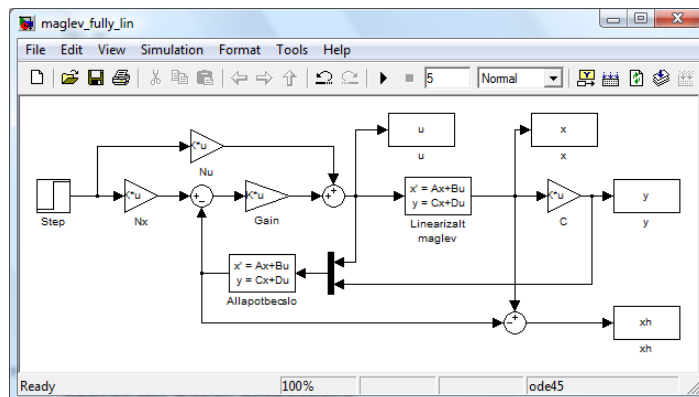 maglev_fully_lin
File Edit View Simulation Format Tools Help
5 Normal
u
u
x
x
K*u
Nu
Step
K*u
Nx
+
-
K*u
Gain
+
+
x' = Ax+Bu
y = Cx+Du
Linearizalt
maglev
K*u
C
y
y
x' = Ax+Bu
y = Cx+Du
Allapotbecslo
-
+
xh
xh
Ready 100% ode45